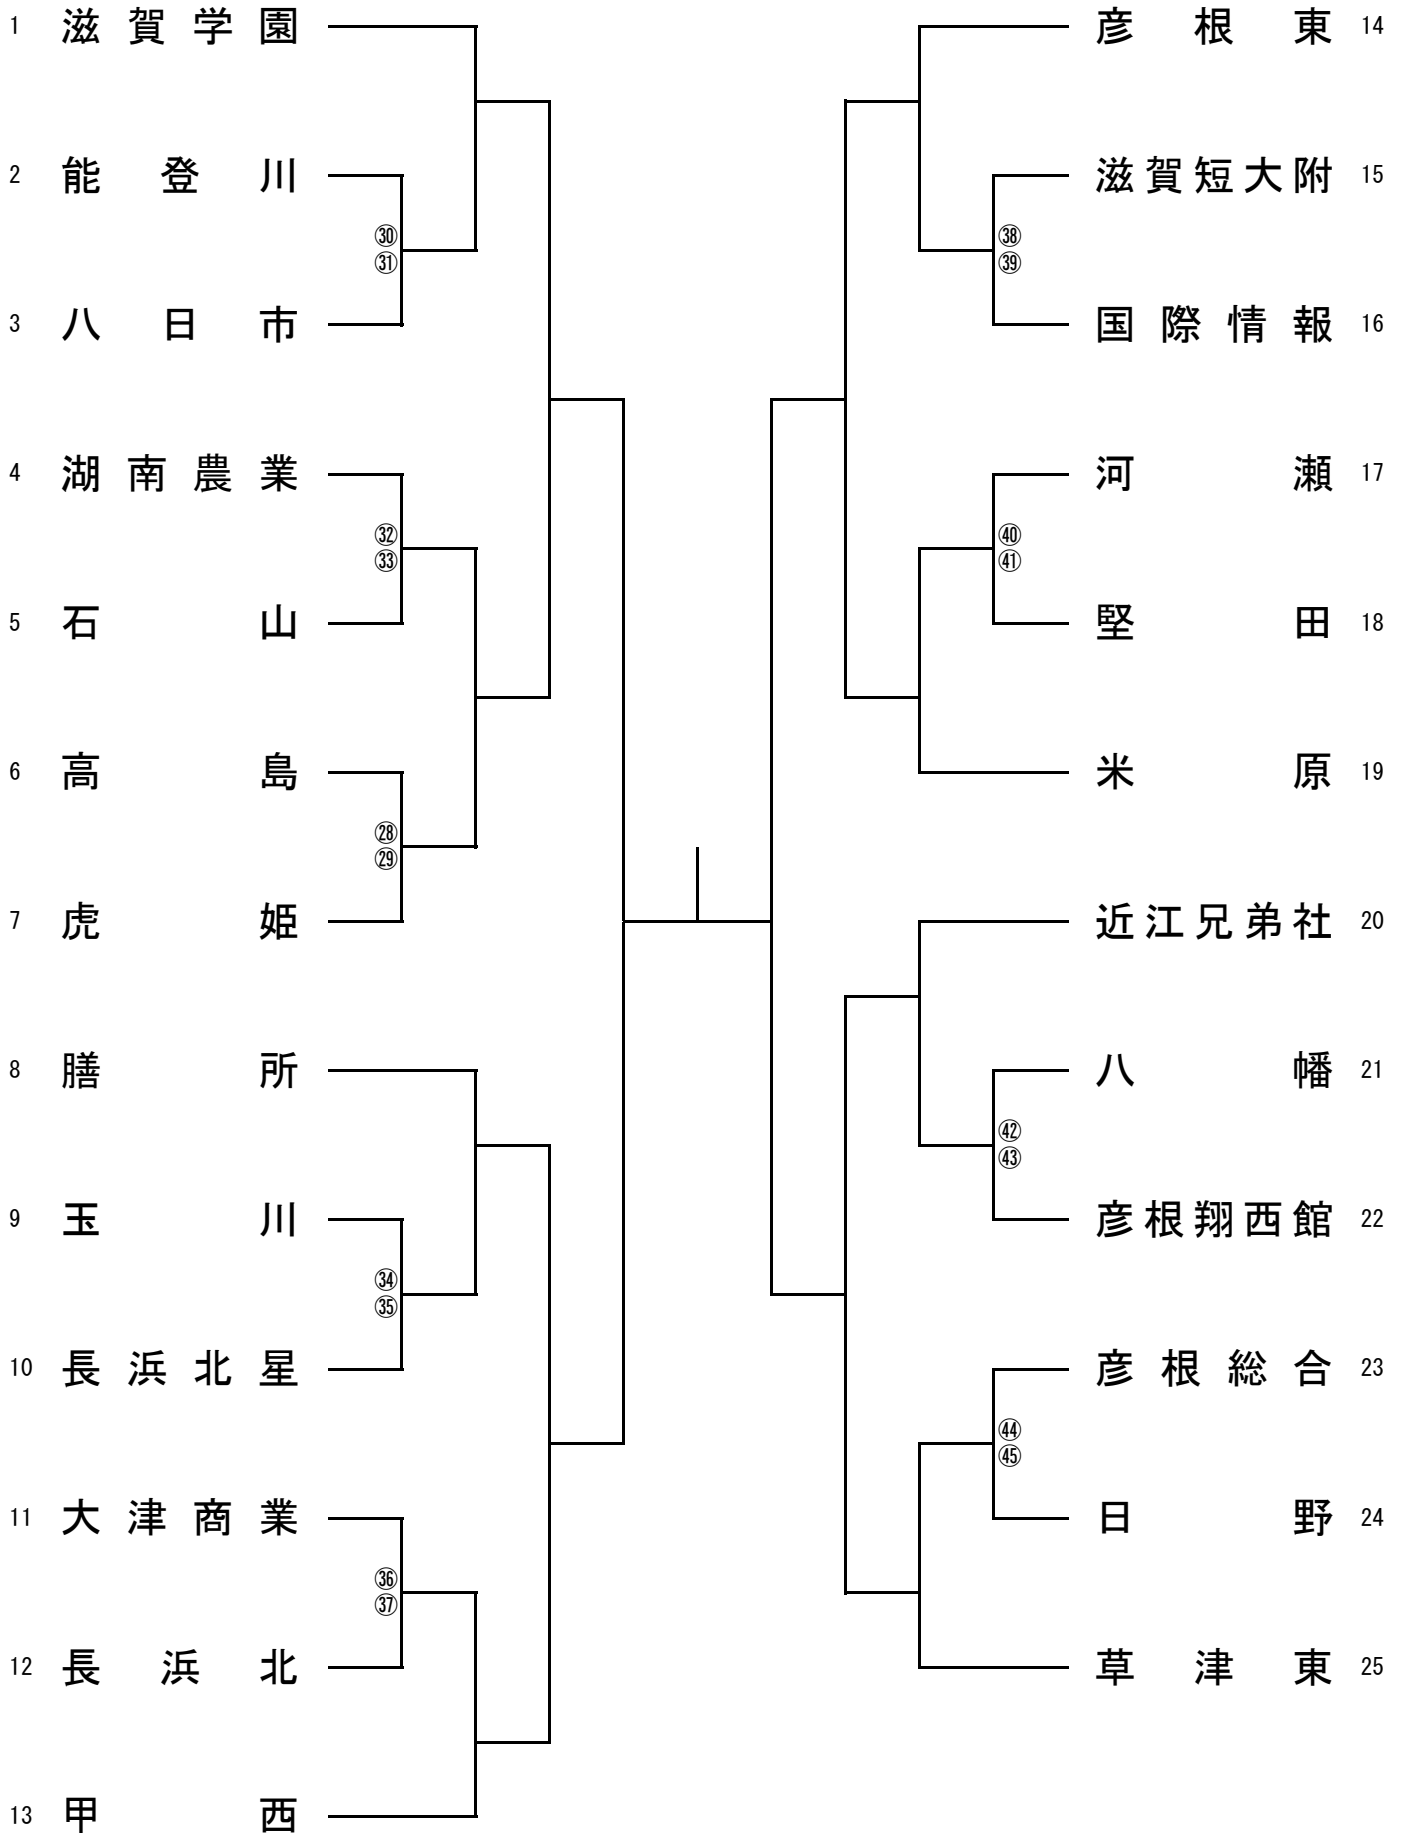 1 滋賀学園
2 能登川
㉚
㉛
3 八日市
4 湖南農業
㉜
㉝
5 石山
6 高島
㉘
㉙
7 虎姫
8 膳所
9 玉川
㉞
㉟
10 長浜北星
11 大津商業
㊱
㊲
12 長浜北
13 甲西
彦根東 14
滋賀短大附 15
㊳
㊴
国際情報 16
河瀬 17
㊵
㊶
堅田 18
米原 19
近江兄弟社 20
八幡 21
㊷
㊸
彦根翔西館 22
彦根総合 23
㊹
㊺
日野 24
草津東 25